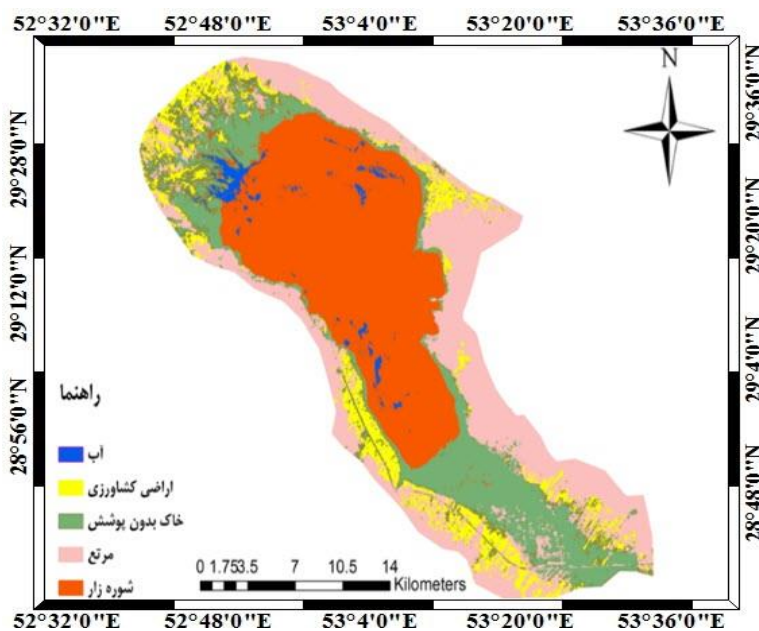 52°32'0"E 52°48'0"E 53°4'0"E 53°20'0"E 53°36'0"E
N
29°36'0"N
29°28'0"N
29°20'0"N
29°12'0"N
29°4'0"N
28°56'0"N
28°48'0"N
راهنما
آب
اراضی کشاورزی
خاک بدون پوشش
مرتع
شوره زار
0 1.753.5 7 10.5 14
Kilometers
52°32'0"E 52°48'0"E 53°4'0"E 53°20'0"E 53°36'0"E